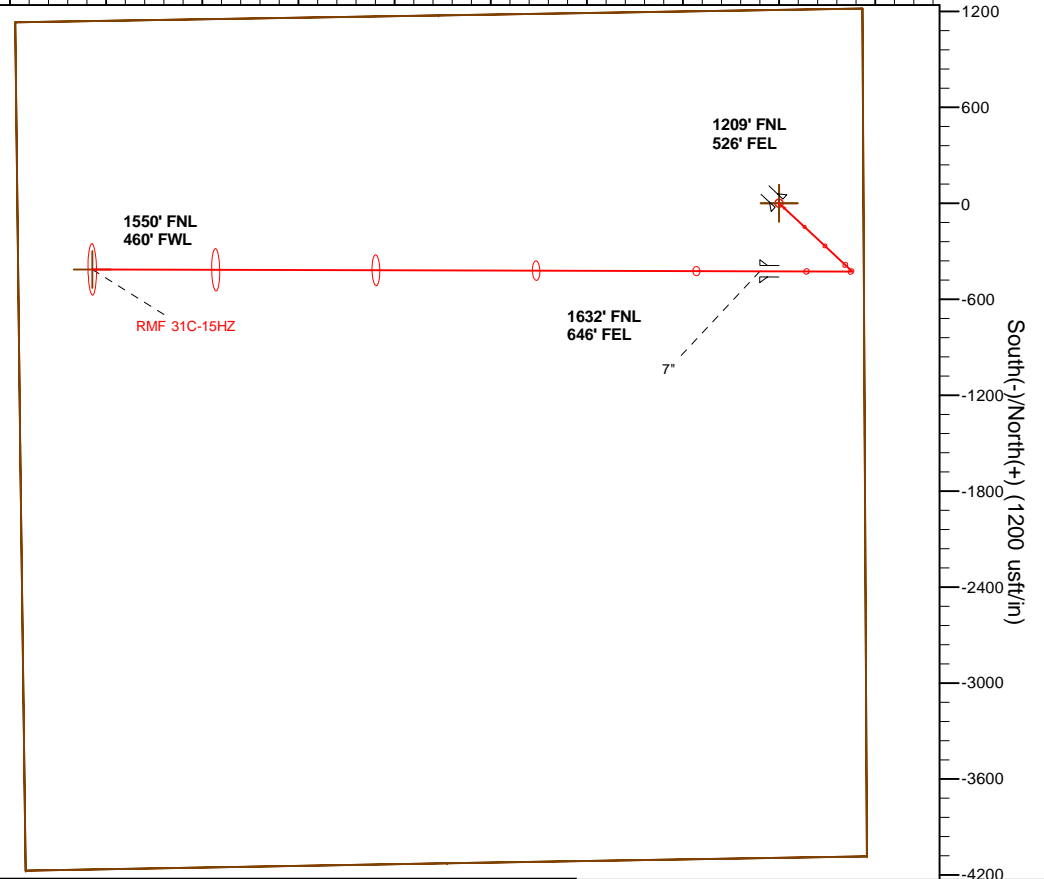 1200
600
1209' FNL
526' FEL
0
1550' FNL
460' FWL
RMF 31C-15HZ
1632' FNL
646' FEL
7"
-600
-1200
-1800
-2400
-3000
-3600
-4200
South(-)/North(+) (1200 usft/in)